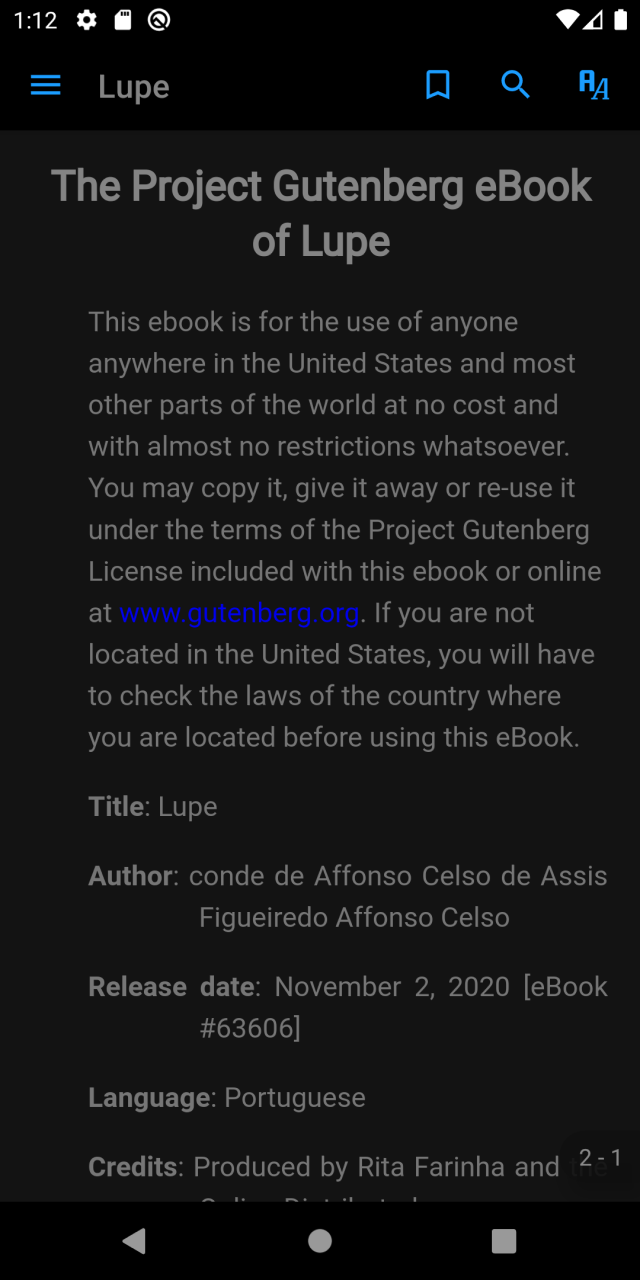 1:12
Lupe
The Project Gutenberg eBook
of Lupe
This ebook is for the use of anyone
anywhere in the United States and most
other parts of the world at no cost and
with almost no restrictions whatsoever.
You may copy it, give it away or re-use it
under the terms of the Project Gutenberg
License included with this ebook or online
at www.gutenberg.org. If you are not
located in the United States, you will have
to check the laws of the country where
you are located before using this eBook.
Title: Lupe
Author: conde de Affonso Celso de Assis
Figueiredo Affonso Celso
Release date: November 2, 2020 [eBook
#63606]
Language: Portuguese
Credits: Produced by Rita Farinha and the
2 - 1